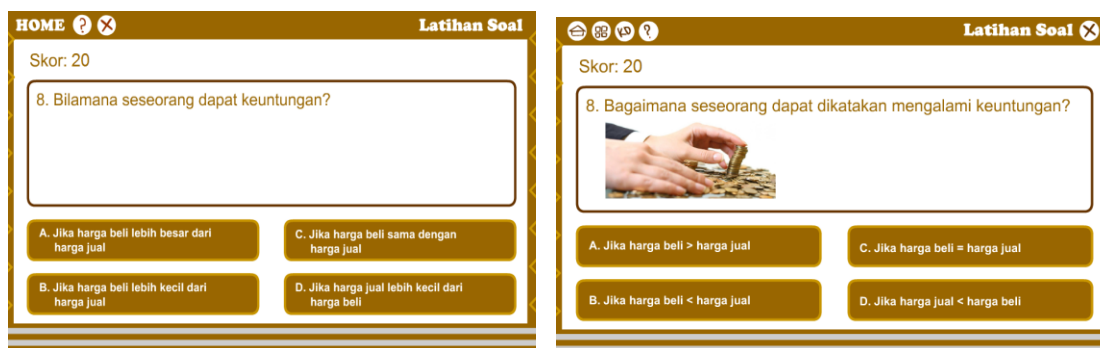 HOME ? X Latihan Soal
Skor: 20
8. Bilamana seseorang dapat keuntungan?
A. Jika harga beli lebih besar dari
harga jual
C. Jika harga beli sama dengan
harga jual
B. Jika harga beli lebih kecil dari
harga jual
D. Jika harga jual lebih kecil dari
harga beli
? Latihan Soal X
Skor: 20
8. Bagaimana seseorang dapat dikatakan mengalami keuntungan?
A. Jika harga beli > harga jual
C. Jika harga beli = harga jual
B. Jika harga beli < harga jual
D. Jika harga jual < harga beli